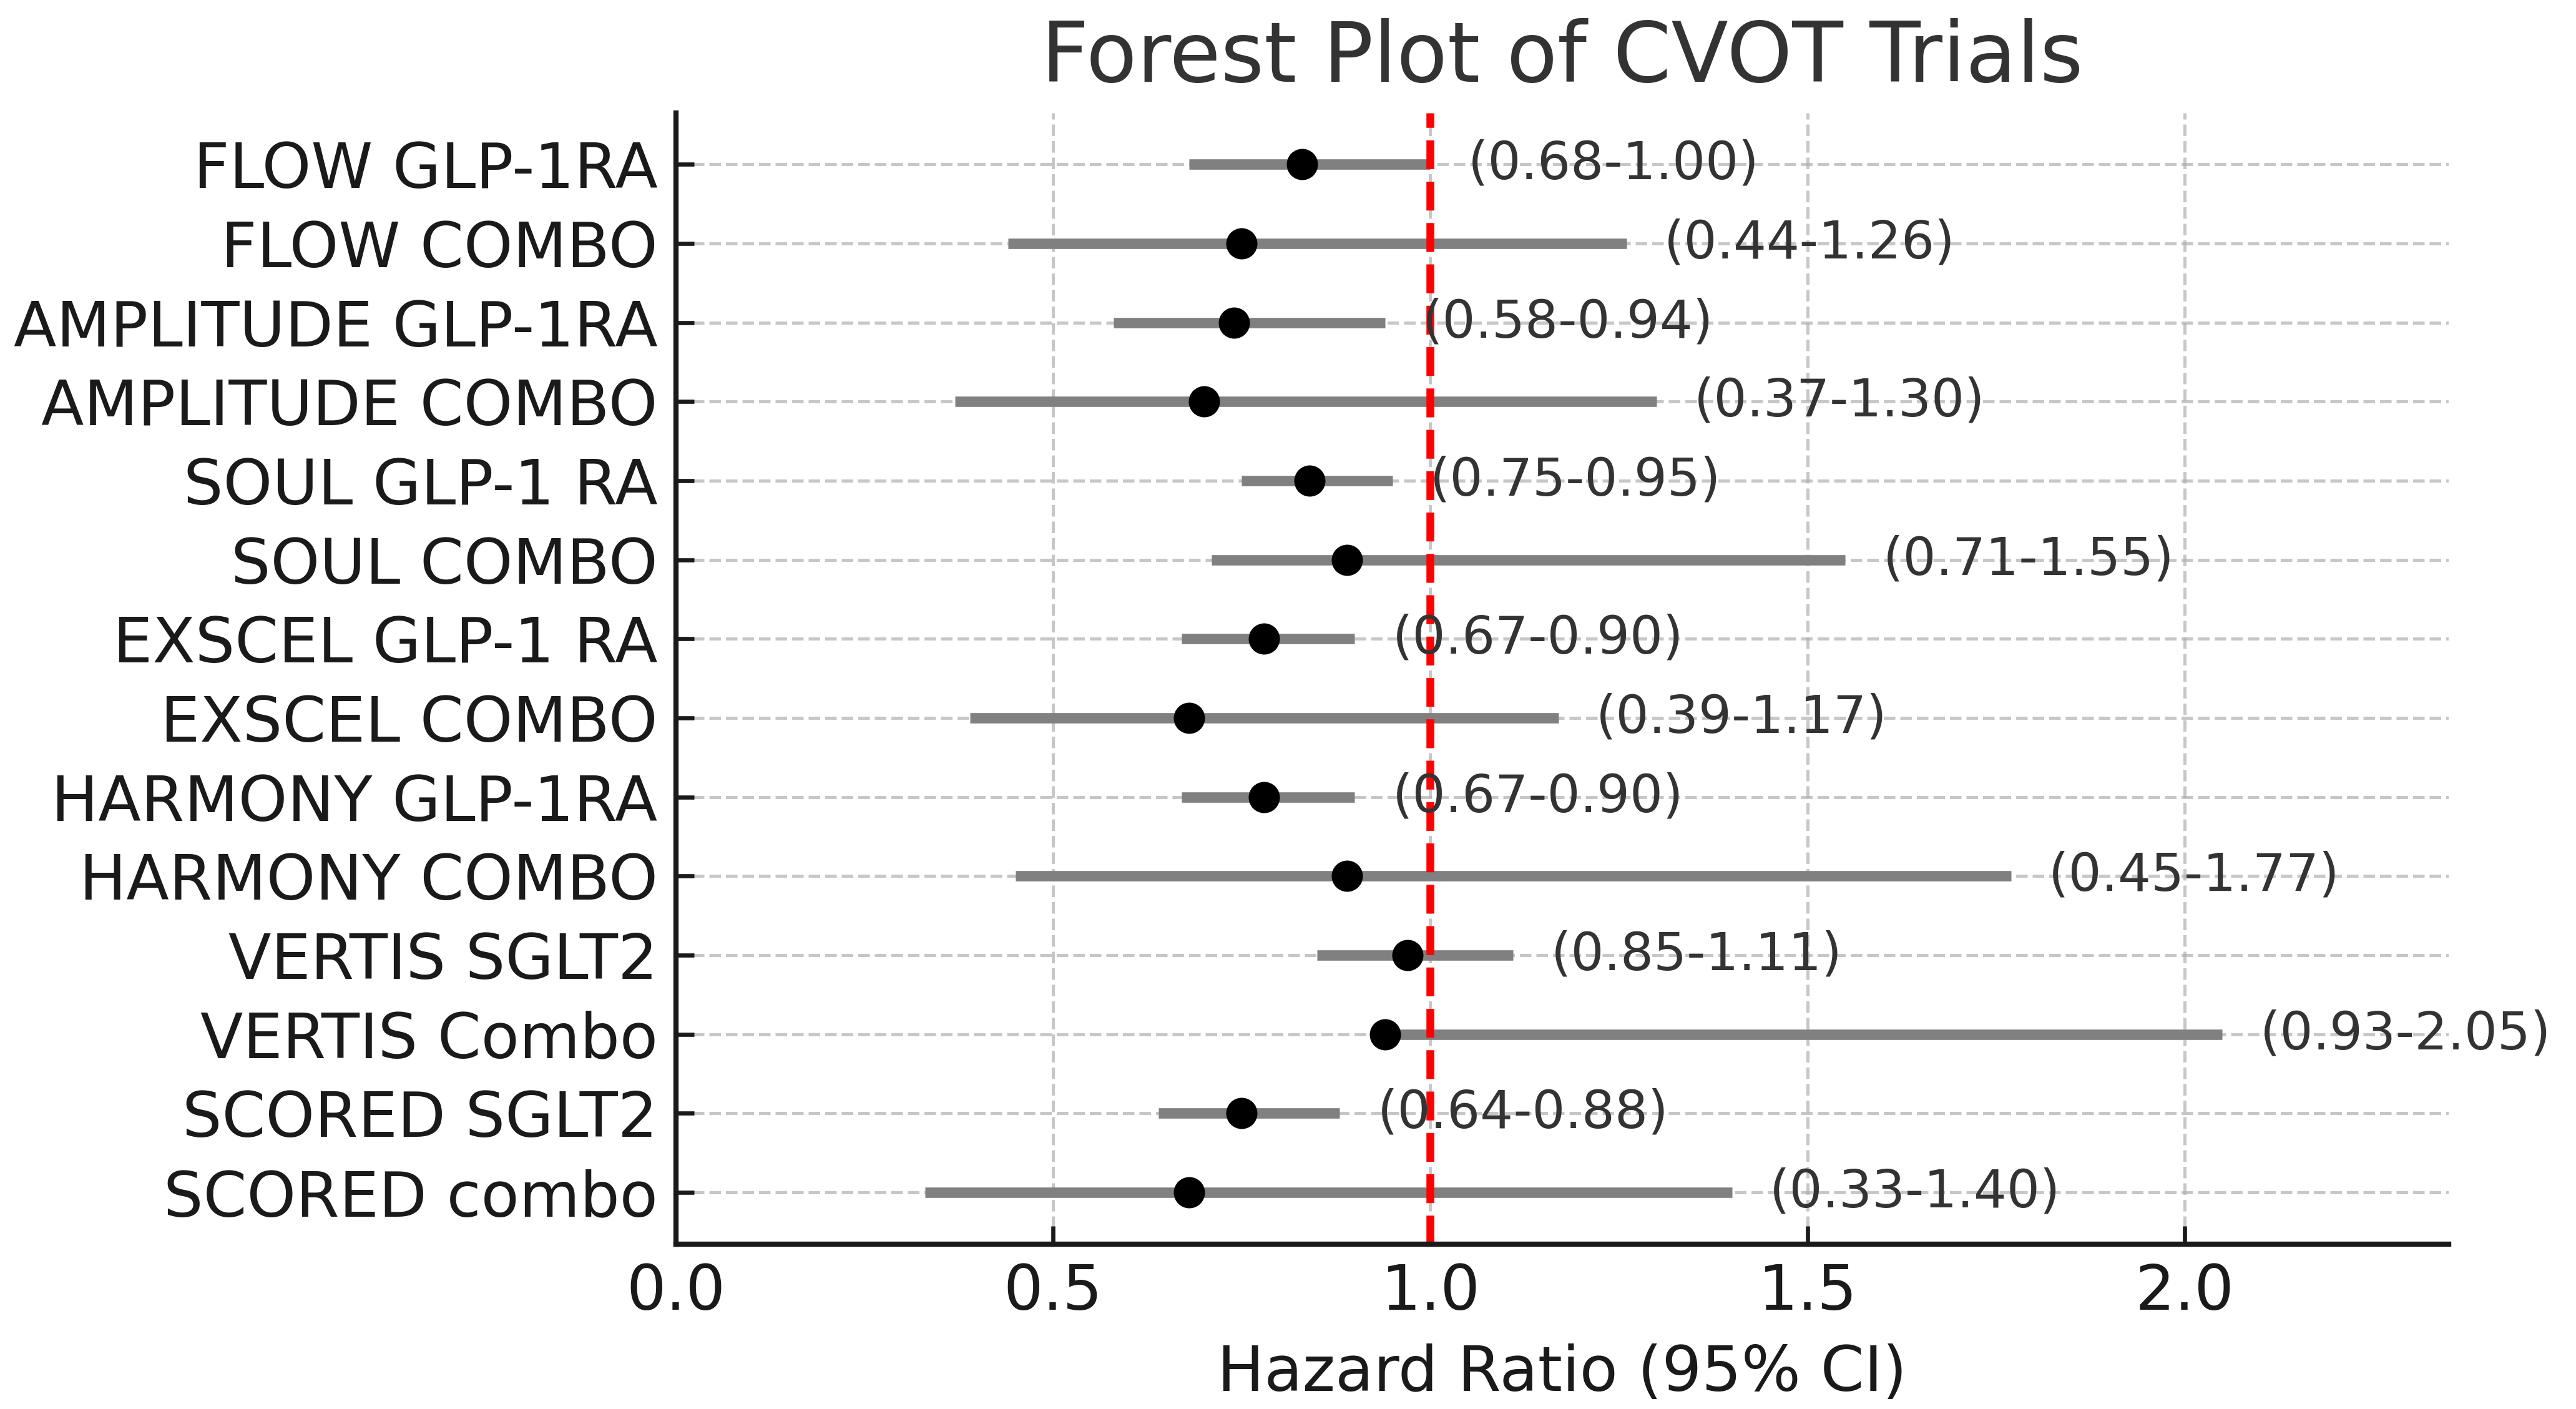 Forest Plot of CVOT Trials
FLOW GLP-1RA (0.68-1.00)
FLOW COMBO (0.44-1.26)
AMPLITUDE GLP-1RA (0.58-0.94)
AMPLITUDE COMBO (0.37-1.30)
SOUL GLP-1 RA (0.75-0.95)
SOUL COMBO (0.71-1.55)
EXSCEL GLP-1 RA (0.67-0.90)
EXSCEL COMBO (0.39-1.17)
HARMONY GLP-1RA (0.67-0.90)
HARMONY COMBO (0.45-1.77)
VERTIS SGLT2 (0.85-1.11)
VERTIS Combo (0.93-2.05)
SCORED SGLT2 (0.64-0.88)
SCORED combo (0.33-1.40)
0.0 0.5 1.0 1.5 2.0
Hazard Ratio (95% CI)